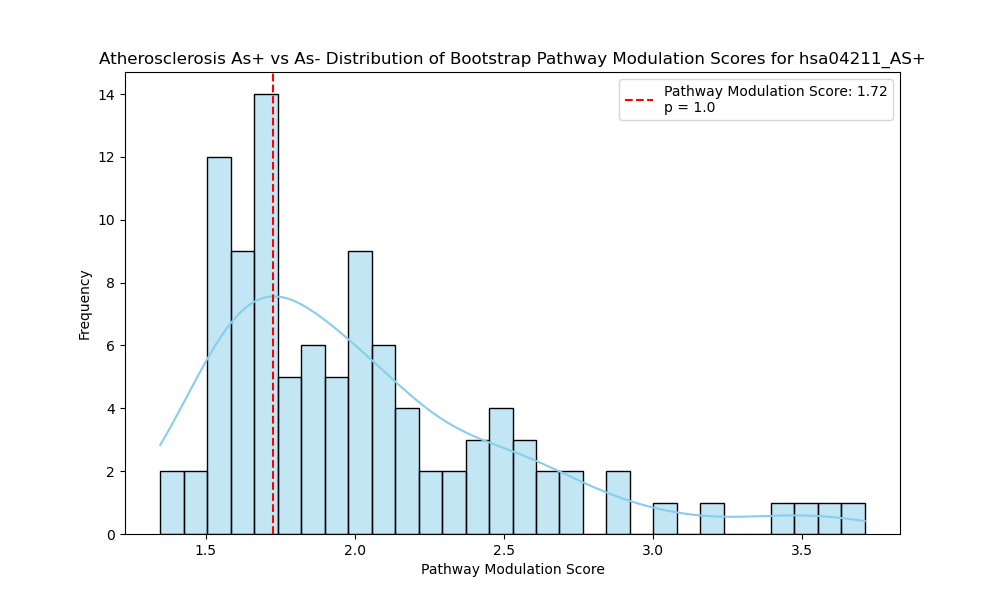 Atherosclerosis As+ vs As- Distribution of Bootstrap Pathway Modulation Scores for hsa04211_AS+
Pathway Modulation Score: 1.72
p = 1.0
14
12
10
8
6
4
2
0
Frequency
1.5 2.0 2.5 3.0 3.5
Pathway Modulation Score